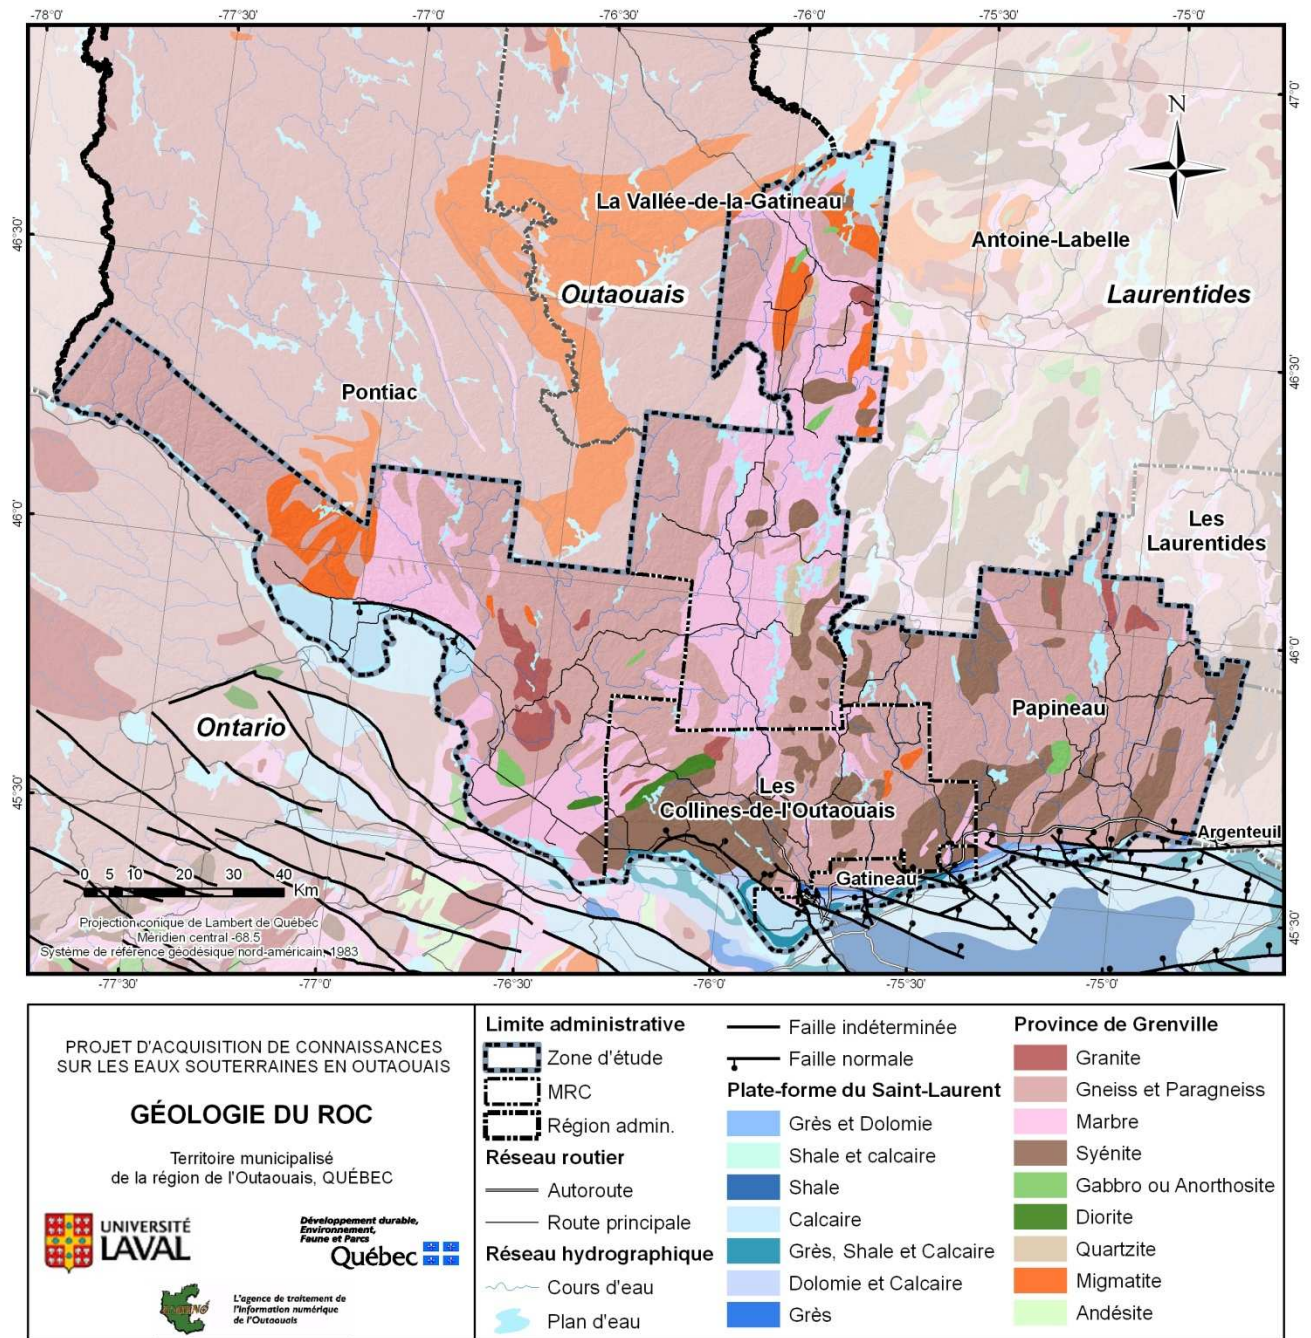 -78°0' -77°30' -77°0' -76°30' -76°0' -75°30' -75°0'
47°0'
46°30'
46°0'
45°30'
46°30'
46°0'
45°30'
N
La Vallée-de-la-Gatineau
Antoine-Labelle
Outaouais
Laurentides
Pontiac
Les
Laurentides
Ontario
Papineau
Les
Collines-de-l'Outaouais
Argenteuil
Gatineau
0 5 10 20 30 40
Km
Projection conique de Lambert de Québec
Méridien central -68.5
Système de référence géodésique nord-américain, 1983
-77°30' -77°0' -76°30' -76°0' -75°30' -75°0'
PROJET D'ACQUISITION DE CONNAISSANCES
SUR LES EAUX SOUTERRAINES EN OUTAOUAIS
GÉOLOGIE DU ROC
Territoire municipalisé
de la région de l'Outaouais, QUÉBEC
UNIVERSITÉ
LAVAL
Développement durable,
Environnement,
Faune et Parcs
Québec
L'agence de traitement de
l'information numérique
de l'Outaouais
Limite administrative
Zone d'étude
MRC
Région admin.
Réseau routier
Autoroute
Route principale
Réseau hydrographique
Cours d'eau
Plan d'eau
Faille indéterminée
Faille normale
Plate-forme du Saint-Laurent
Grès et Dolomie
Shale et calcaire
Shale
Calcaire
Grès, Shale et Calcaire
Dolomie et Calcaire
Grès
Province de Grenville
Granite
Gneiss et Paragneiss
Marbre
Syénite
Gabbro ou Anorthosite
Diorite
Quartzite
Migmatite
Andésite